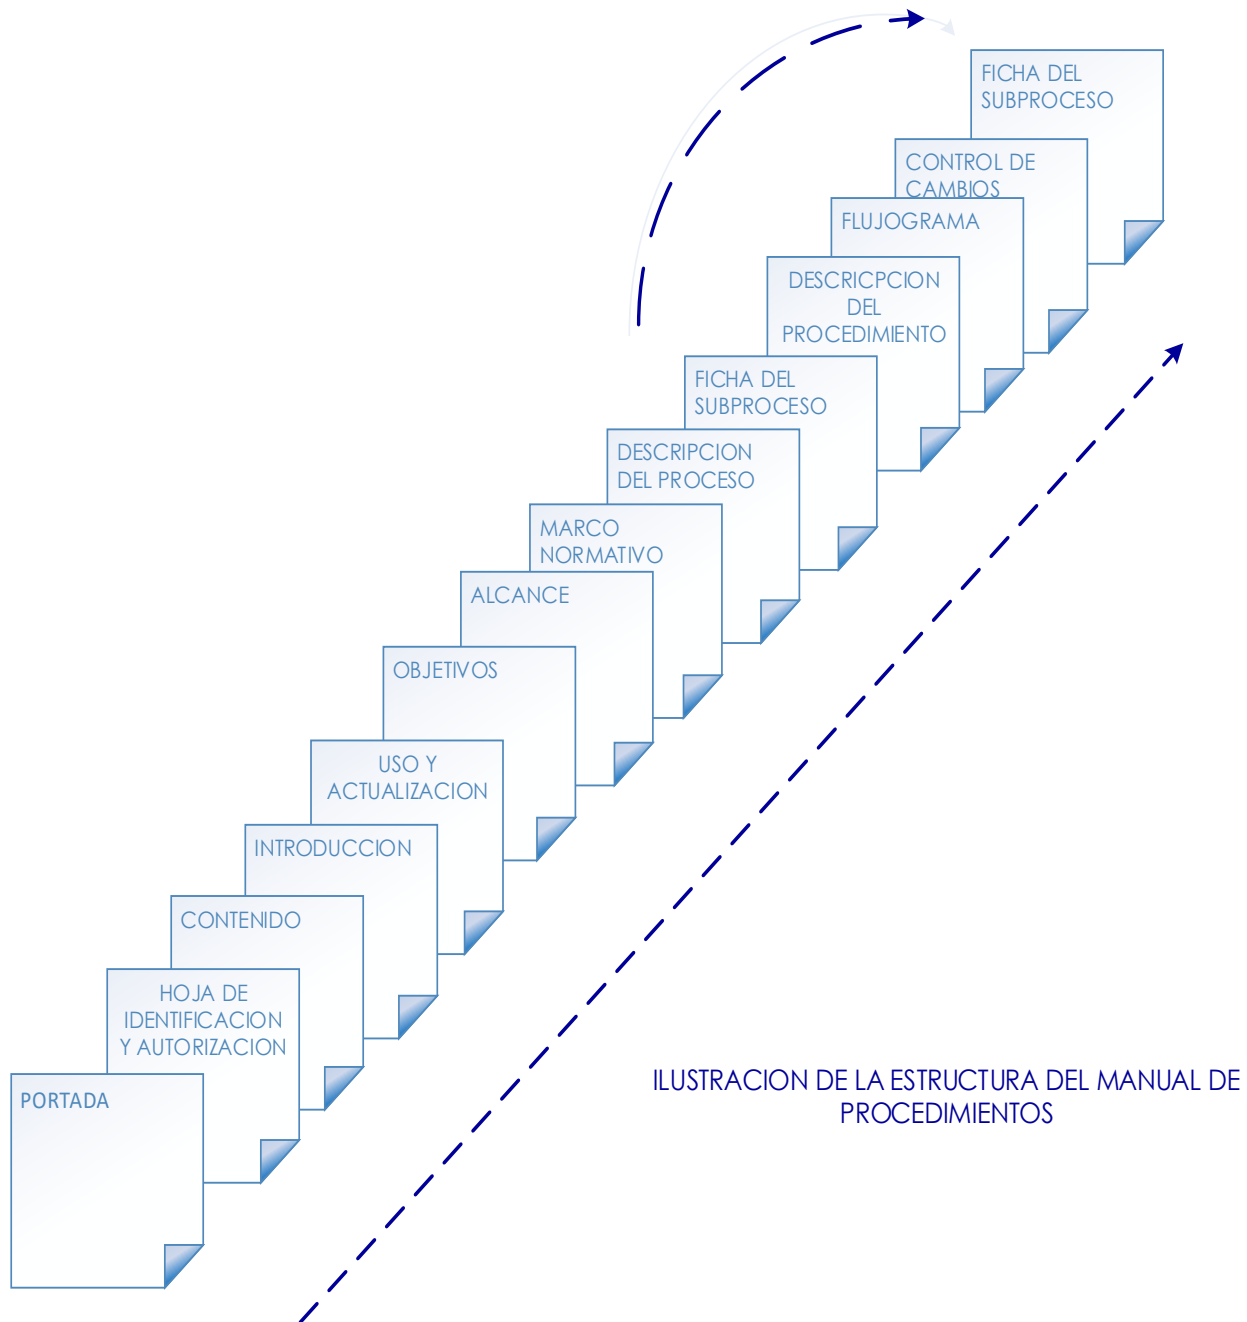 FICHA DEL
SUBPROCESO
CONTROL DE
CAMBIOS
FLUJOGRAMA
DESCRICPCION
DEL
PROCEDIMIENTO
FICHA DEL
SUBPROCESO
DESCRIPCION
DEL PROCESO
MARCO
NORMATIVO
ALCANCE
OBJETIVOS
USO Y
ACTUALIZACION
INTRODUCCION
CONTENIDO
HOJA DE
IDENTIFICACION
Y AUTORIZACION
PORTADA
ILUSTRACION DE LA ESTRUCTURA DEL MANUAL DE
PROCEDIMIENTOS